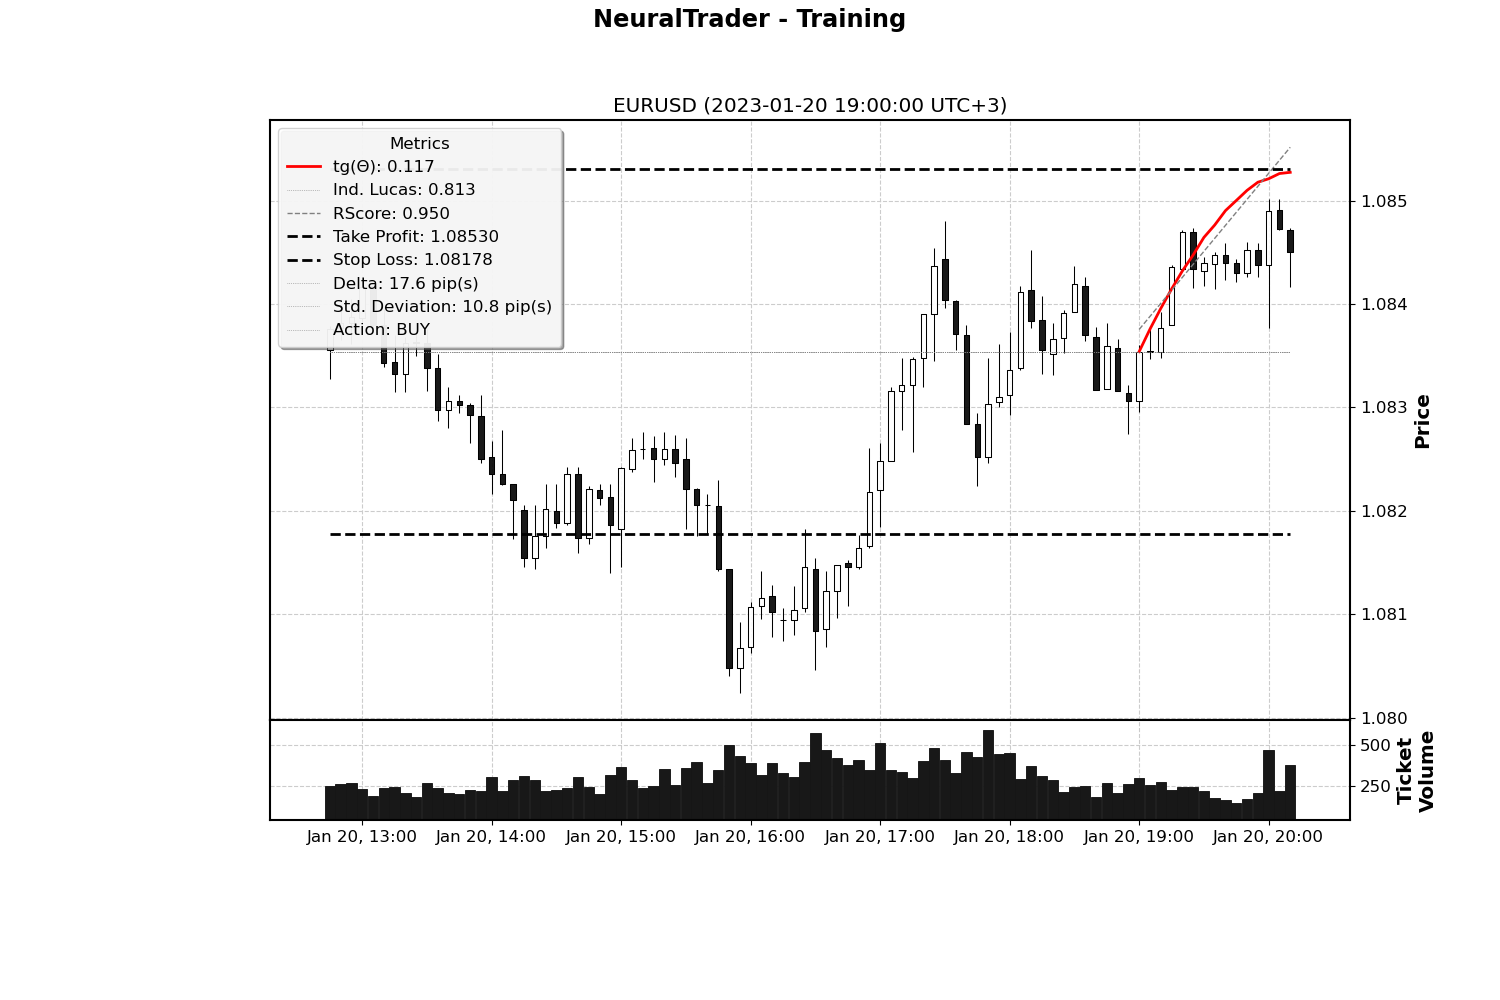 NeuralTrader - Training
EURUSD (2023-01-20 19:00:00 UTC+3)
Metrics
tg(Θ): 0.117
Ind. Lucas: 0.813
RScore: 0.950
Take Profit: 1.08530
Stop Loss: 1.08178
Delta: 17.6 pip(s)
Std. Deviation: 10.8 pip(s)
Action: BUY
1.085
1.084
1.083
1.082
1.081
1.080
Price
500
250
Ticket
Volume
Jan 20, 13:00
Jan 20, 14:00
Jan 20, 15:00
Jan 20, 16:00
Jan 20, 17:00
Jan 20, 18:00
Jan 20, 19:00
Jan 20, 20:00